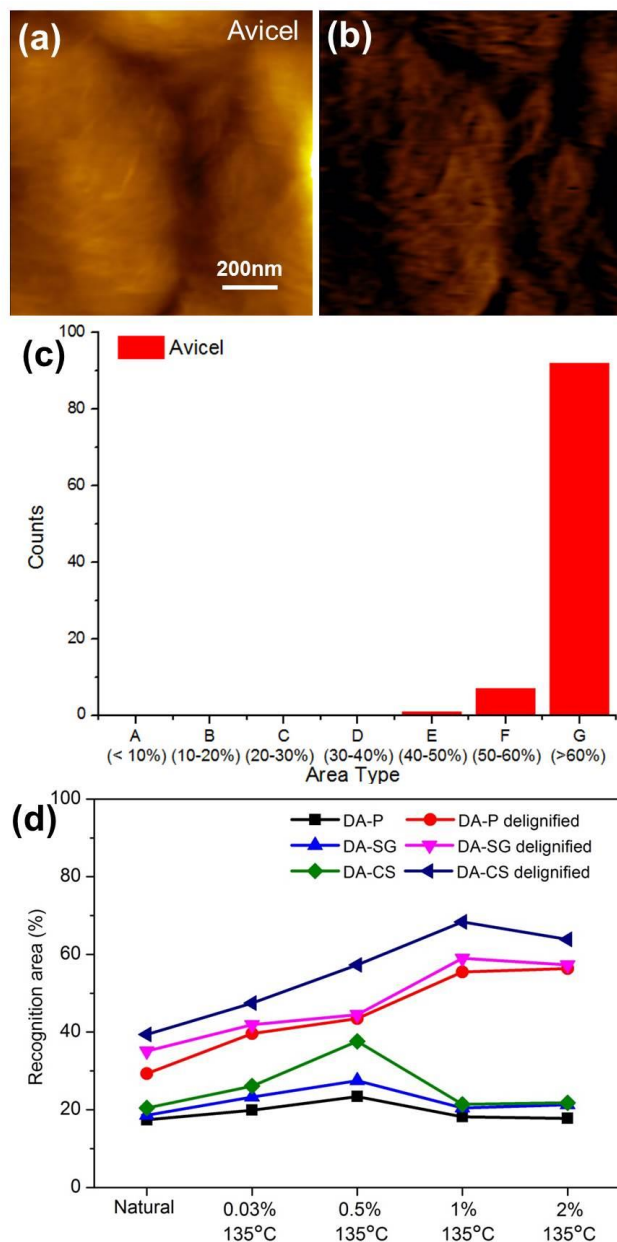 (a) Avicel
200nm
(b)
(c)
Avicel
100
80
60
40
20
0
Counts
A B C D E F G
(< 10%) (10-20%) (20-30%) (30-40%) (40-50%) (50-60%) (>60%)
Area Type
(d)
DA-P DA-P delignified
DA-SG DA-SG delignified
DA-CS DA-CS delignified
100
80
60
40
20
0
Recognition area (%)
Natural 0.03% 0.5% 1% 2%
135°C 135°C 135°C 135°C